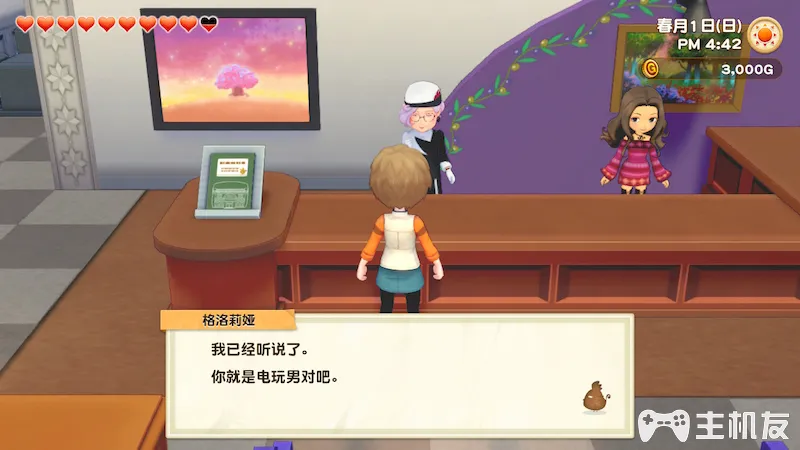 春月1日(日)
PM 4:42
G
3,000G
格洛莉娅
我已经听说了。
你就是电玩男对吧。
主机友